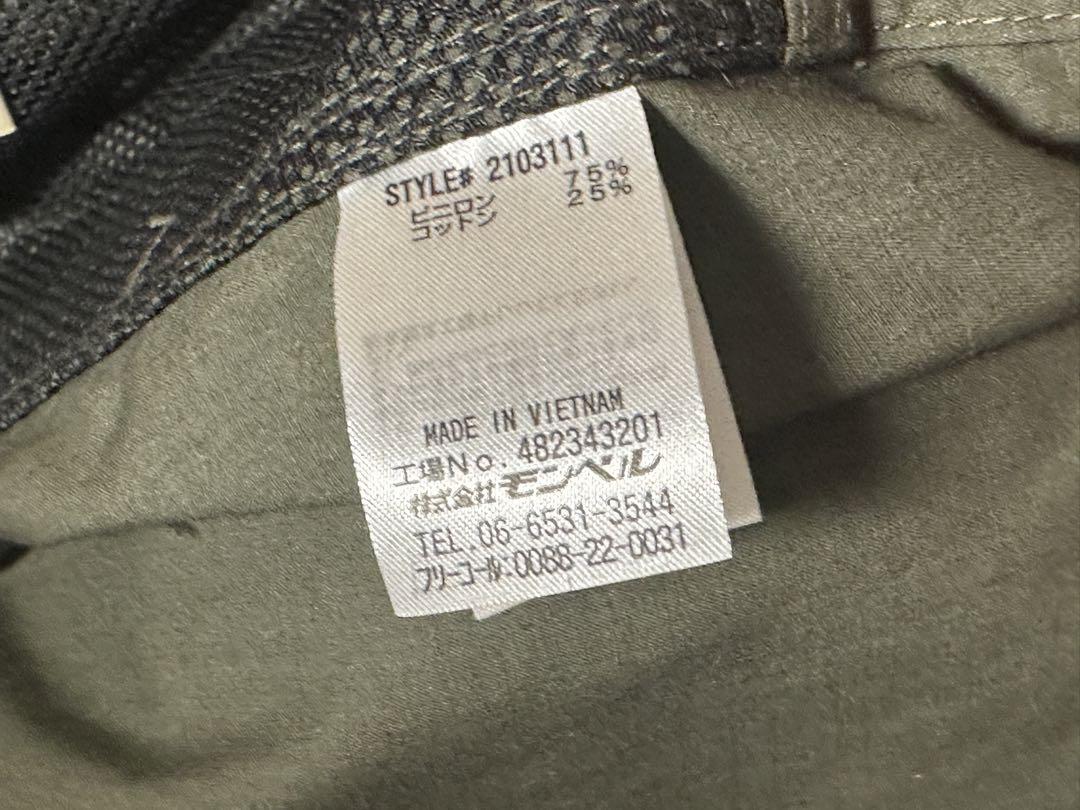 STYLE# 2103111
ビニロン 75%
コットン 25%
MADE IN VIETNAM
工場No. 482343201
株式会社モンベル
TEL.06-6531-3544
フリーコール:0088-22-0031